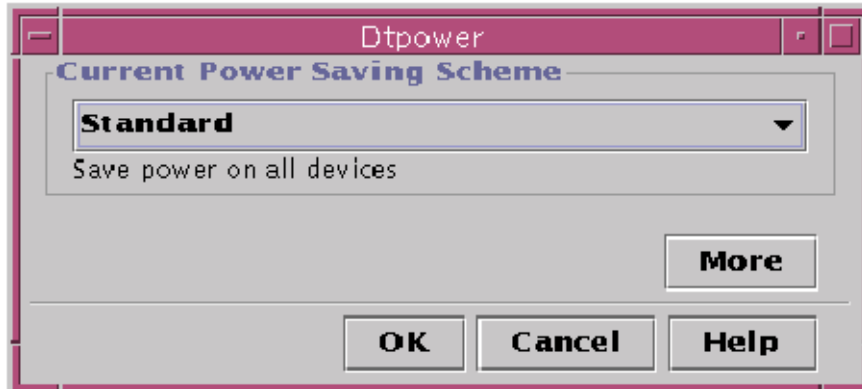 Dtpower
Current Power Saving Scheme
Standard
Save power on all devices
More
OK Cancel Help